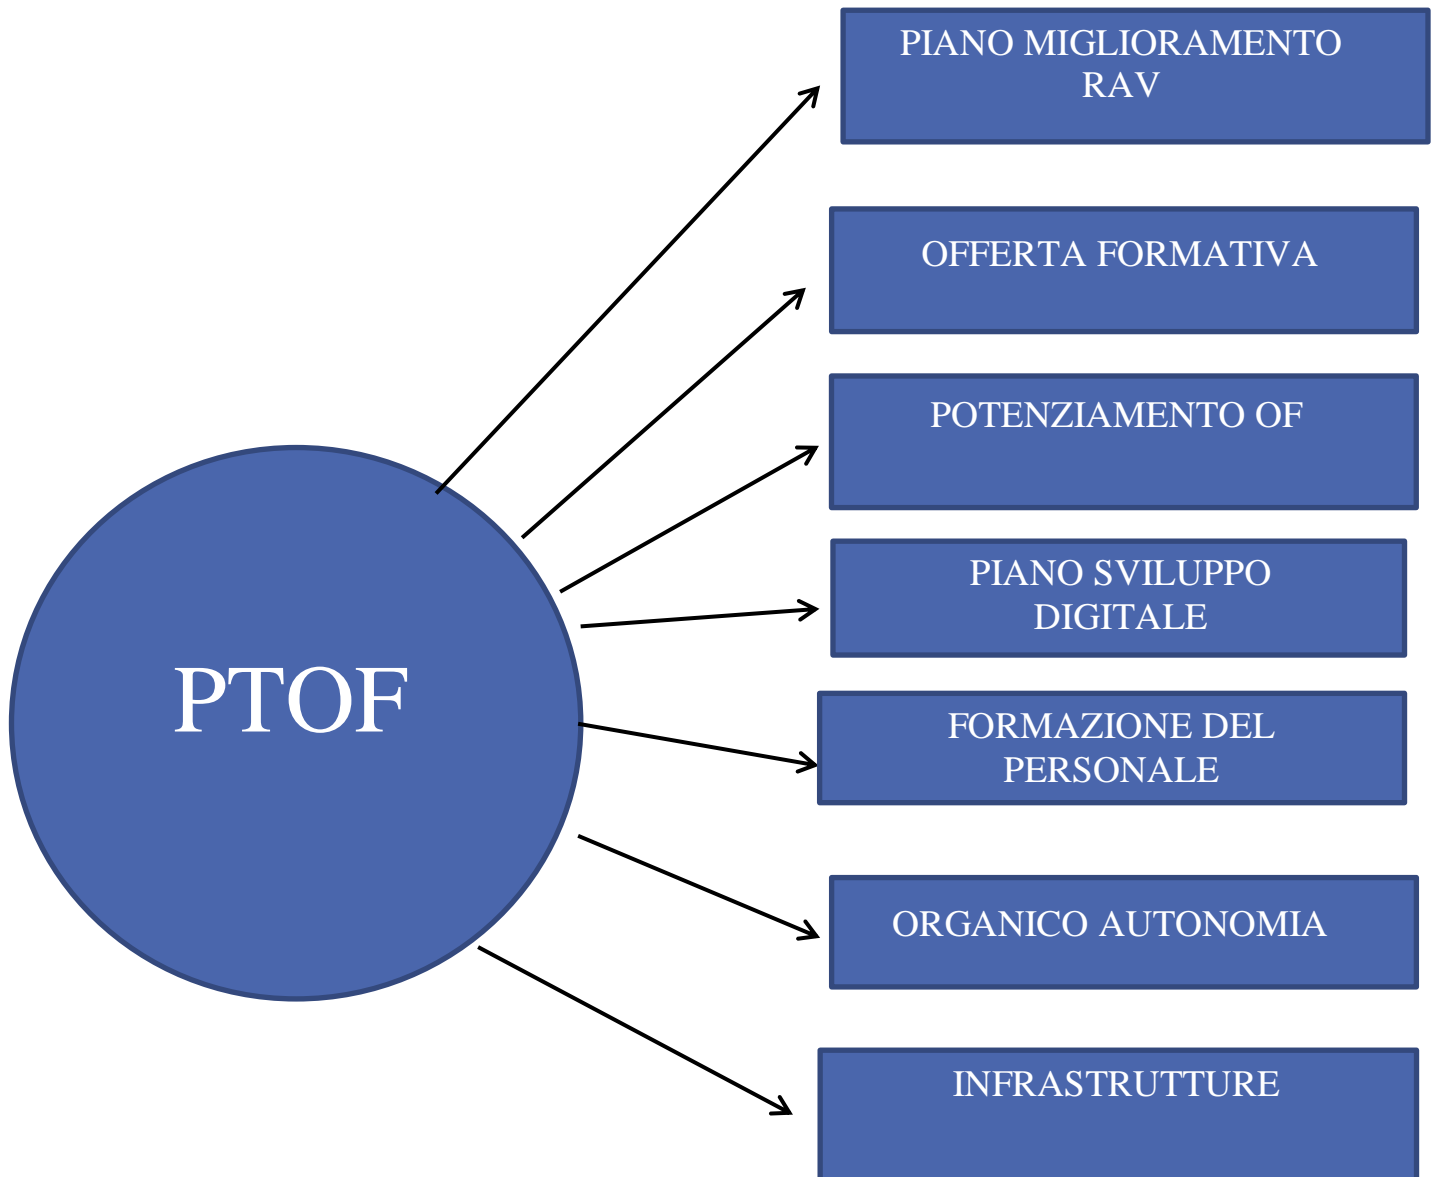 PIANO MIGLIORAMENTO
RAV
OFFERTA FORMATIVA
POTENZIAMENTO OF
PIANO SVILUPPO
DIGITALE
PTOF
FORMAZIONE DEL
PERSONALE
ORGANICO AUTONOMIA
INFRASTRUTTURE